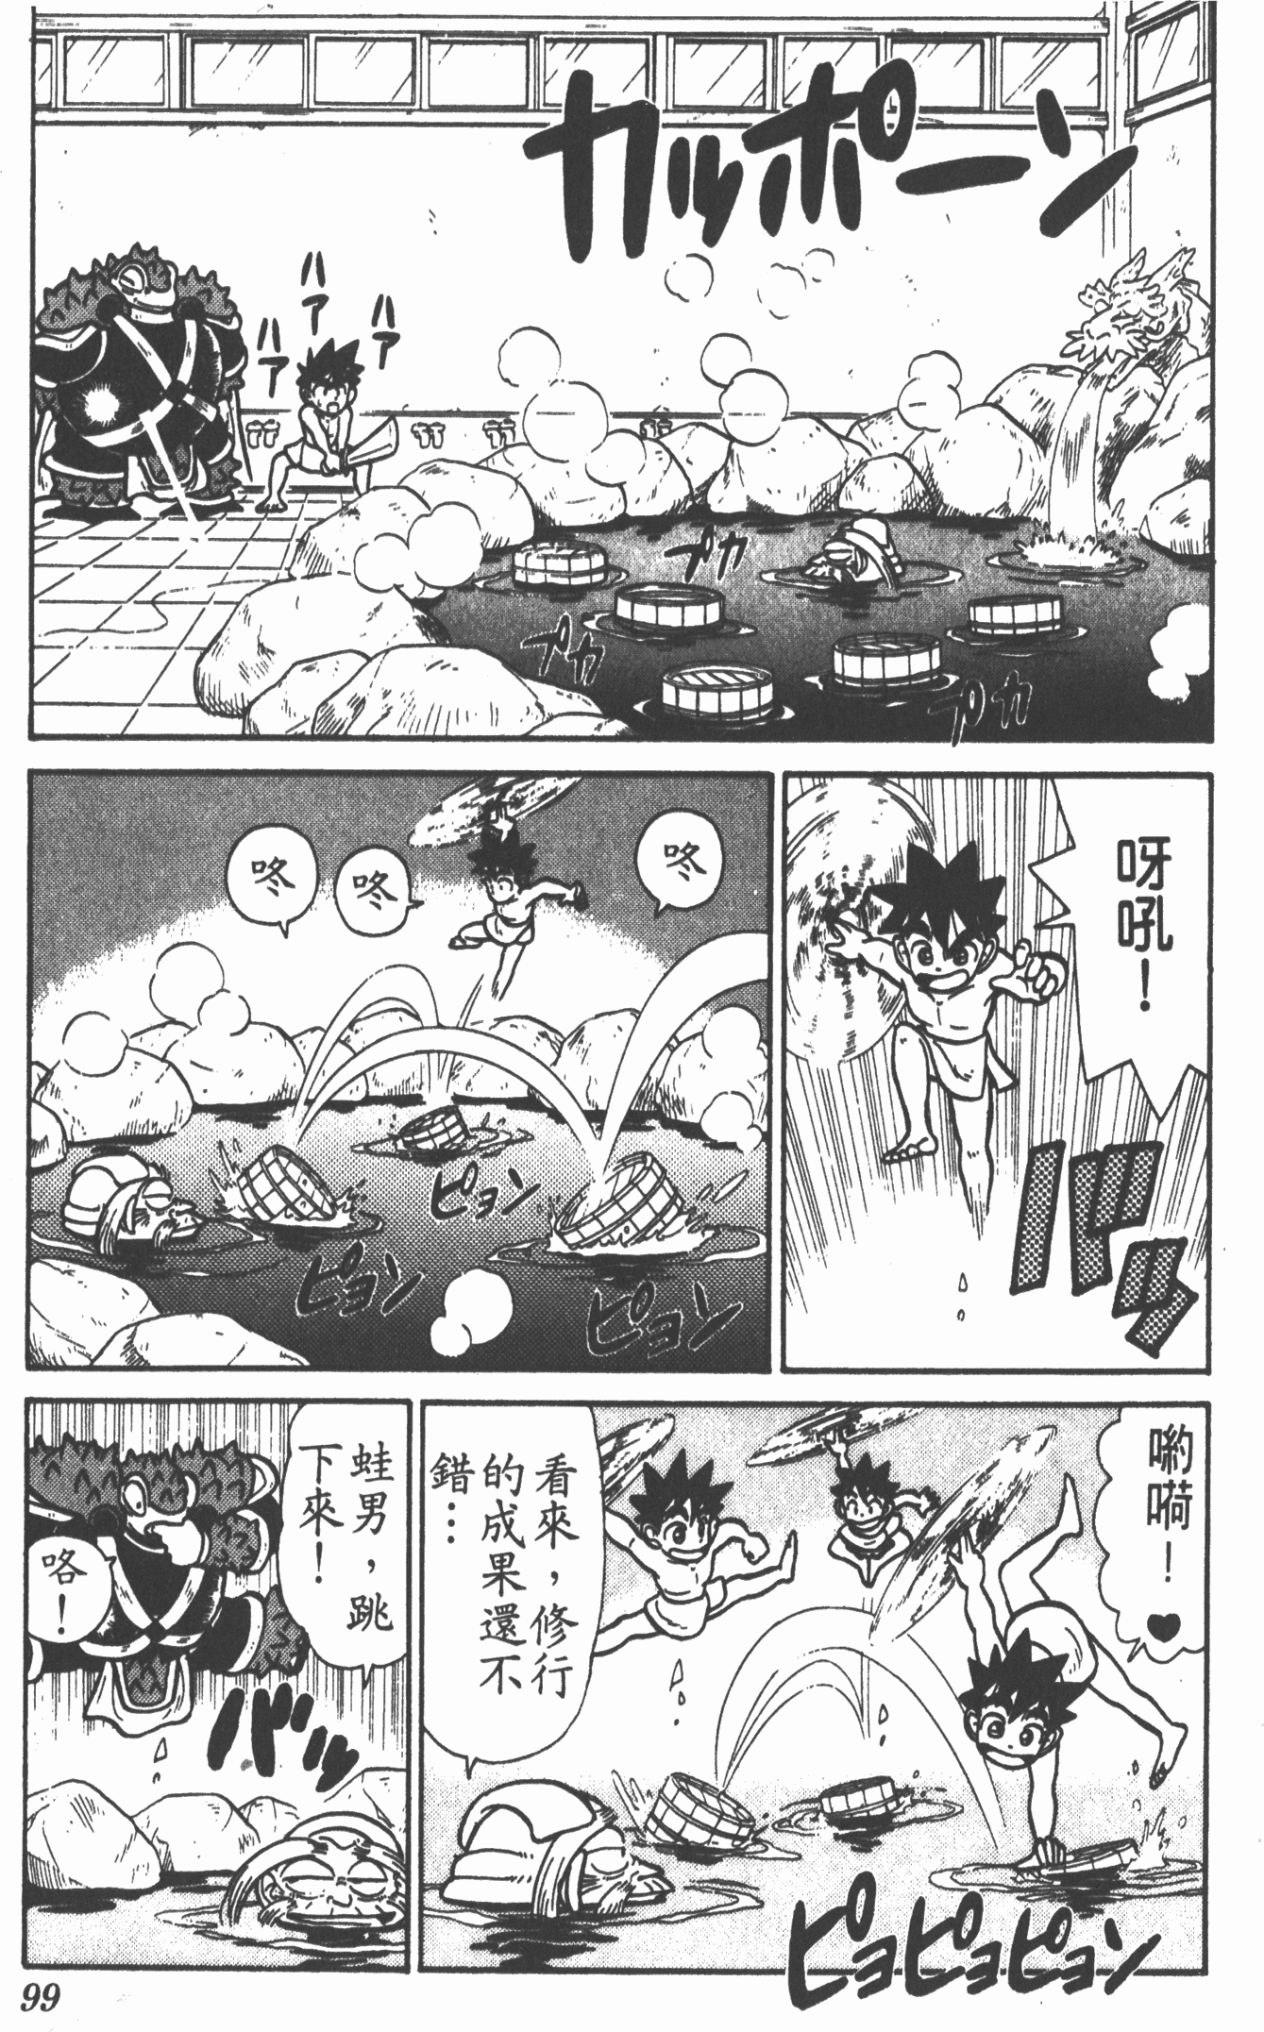 カッポーン
ハア
ハア
ハア
プカ
プカ
プカ
呀吼！
バババッ
咚
咚
咚
ピョン
ピョン
ピョン
喲嗬！♥
看來，修行
的成果還不
錯…
ピョピョピョン
蛙男，跳
下來！
咯！
バッ
99